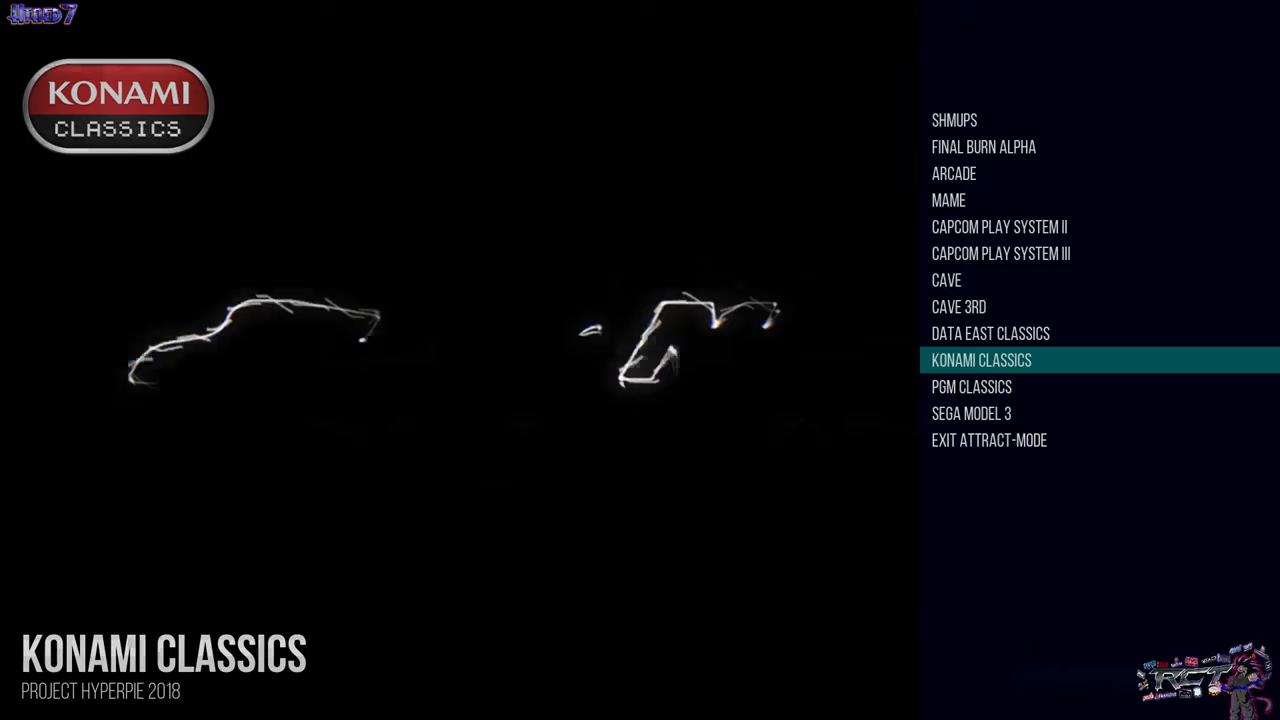 KONAMI
CLASSICS
SHMUPS
FINAL BURN ALPHA
ARCADE
MAME
CAPCOM PLAY SYSTEM II
CAPCOM PLAY SYSTEM III
CAVE
CAVE 3RD
DATA EAST CLASSICS
KONAMI CLASSICS
PGM CLASSICS
SEGA MODEL 3
EXIT ATTRACT-MODE
KONAMI CLASSICS
PROJECT HYPERPIE 2018
RCT